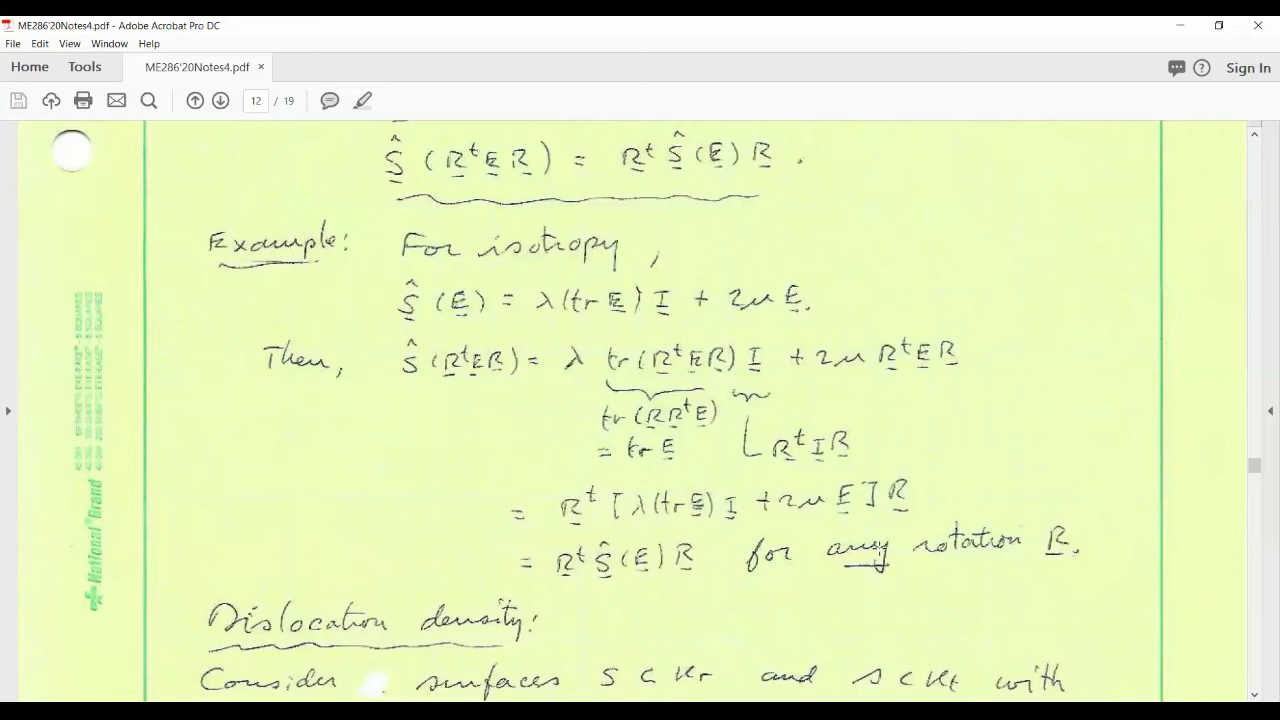 ME286'20Notes4.pdf - Adobe Acrobat Pro DC
File Edit View Window Help
Home Tools ME286'20Notes4.pdf × Sign In
12 / 19
Ŝ (RᵗER) = Rᵗ Ŝ(E) R .
Example: For isotropy,
Ŝ (E) = λ(tr E) I + 2μ E.
Then, Ŝ (RᵗER) = λ tr(RᵗER) I + 2μ RᵗER
tr (RRᵗE)
= tr E RᵗIR
= Rᵗ [λ(trE) I + 2μ E] R
= Rᵗ Ŝ(E) R for any rotation R.
Dislocation density:
Consider surfaces S ⊂ κr and s ⊂ κt with
National® Brand